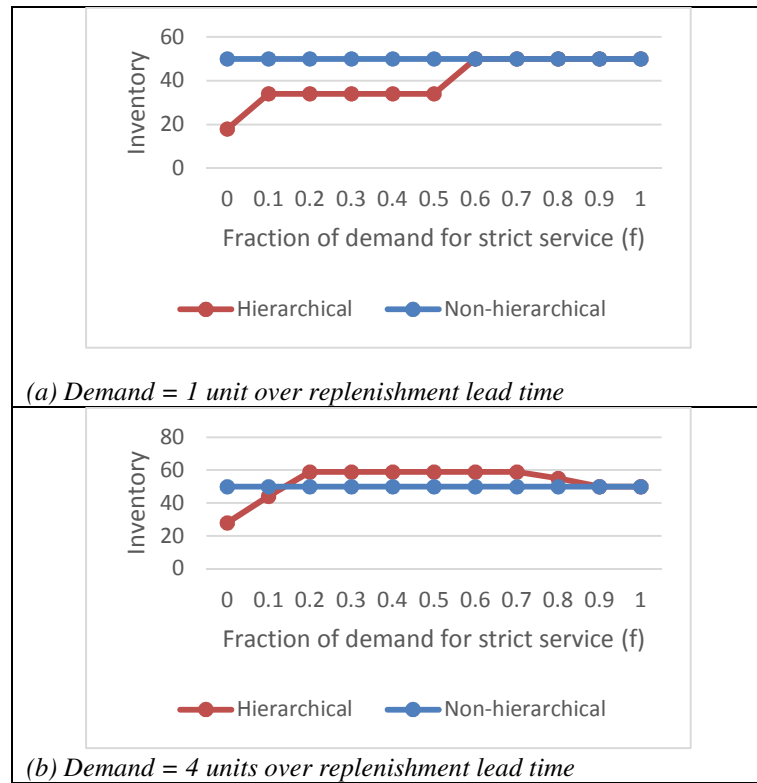 60
40
20
0
Inventory
0 0.1 0.2 0.3 0.4 0.5 0.6 0.7 0.8 0.9 1
Fraction of demand for strict service (f)
Hierarchical Non-hierarchical
(a) Demand = 1 unit over replenishment lead time
80
60
40
20
0
Inventory
0 0.1 0.2 0.3 0.4 0.5 0.6 0.7 0.8 0.9 1
Fraction of demand for strict service (f)
Hierarchical Non-hierarchical
(b) Demand = 4 units over replenishment lead time